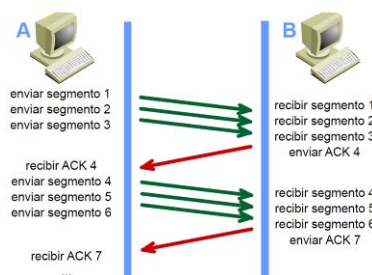 A
B
enviar segmento 1
enviar segmento 2
enviar segmento 3
recibir segmento 1
recibir segmento 2
recibir segmento 3
enviar ACK 4
recibir ACK 4
enviar segmento 4
enviar segmento 5
enviar segmento 6
recibir segmento 4
recibir segmento 5
recibir segmento 6
enviar ACK 7
recibir ACK 7
...